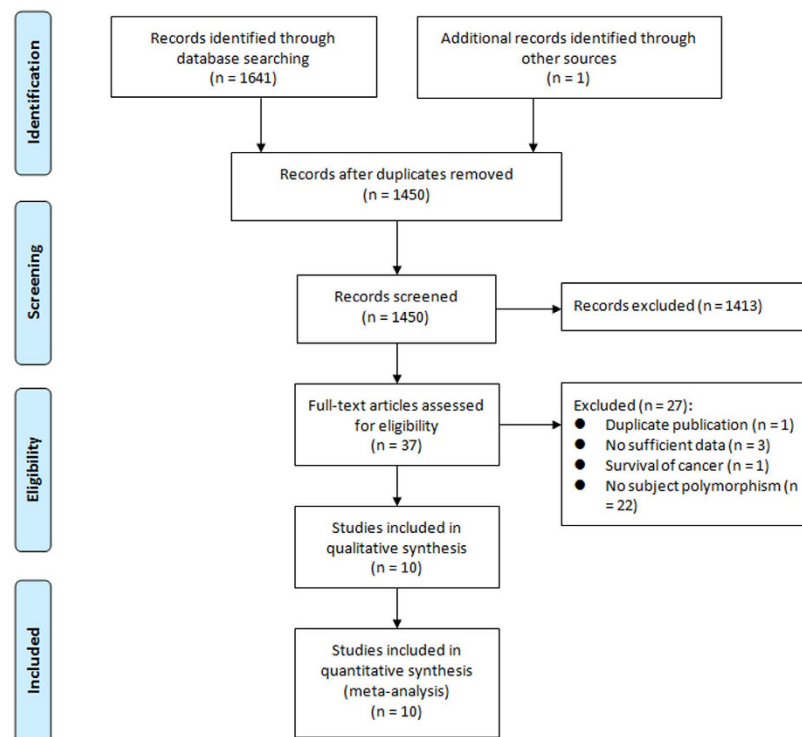 Identification
Records identified through
database searching
(n = 1641)
Additional records identified through
other sources
(n = 1)
Records after duplicates removed
(n = 1450)
Screening
Records screened
(n = 1450)
Records excluded (n = 1413)
Eligibility
Full-text articles assessed
for eligibility
(n = 37)
Excluded (n = 27):
● Duplicate publication (n = 1)
● No sufficient data (n = 3)
● Survival of cancer (n = 1)
● No subject polymorphism (n
= 22)
Studies included in
qualitative synthesis
(n = 10)
Included
Studies included in
quantitative synthesis
(meta-analysis)
(n = 10)